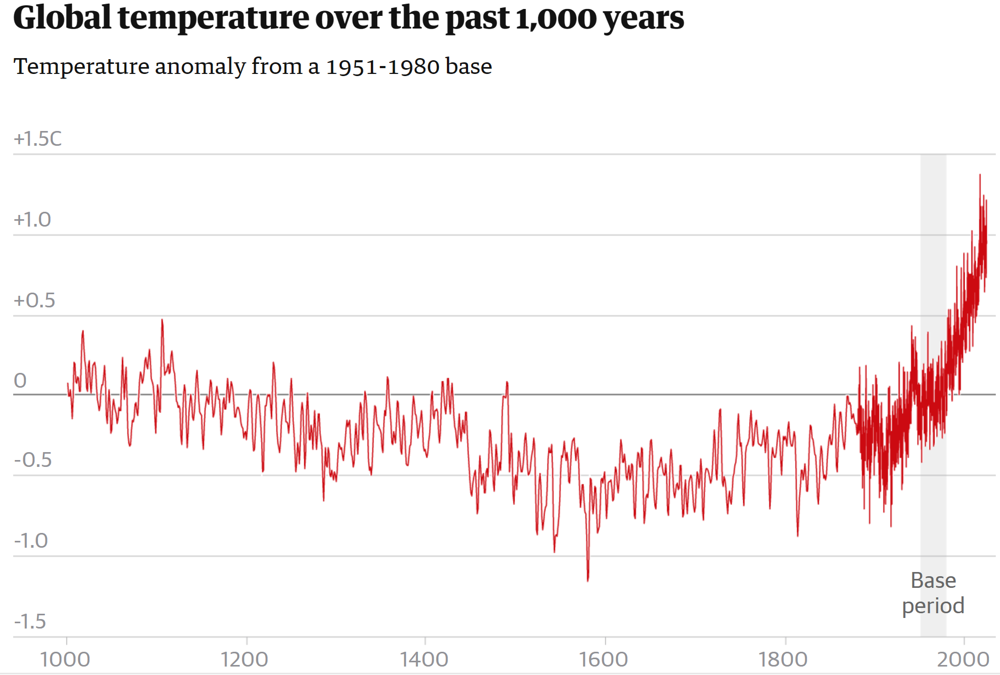 Global temperature over the past 1,000 years
Temperature anomaly from a 1951-1980 base
+1.5C
+1.0
+0.5
0
-0.5
-1.0
-1.5
Base
period
1000 1200 1400 1600 1800 2000